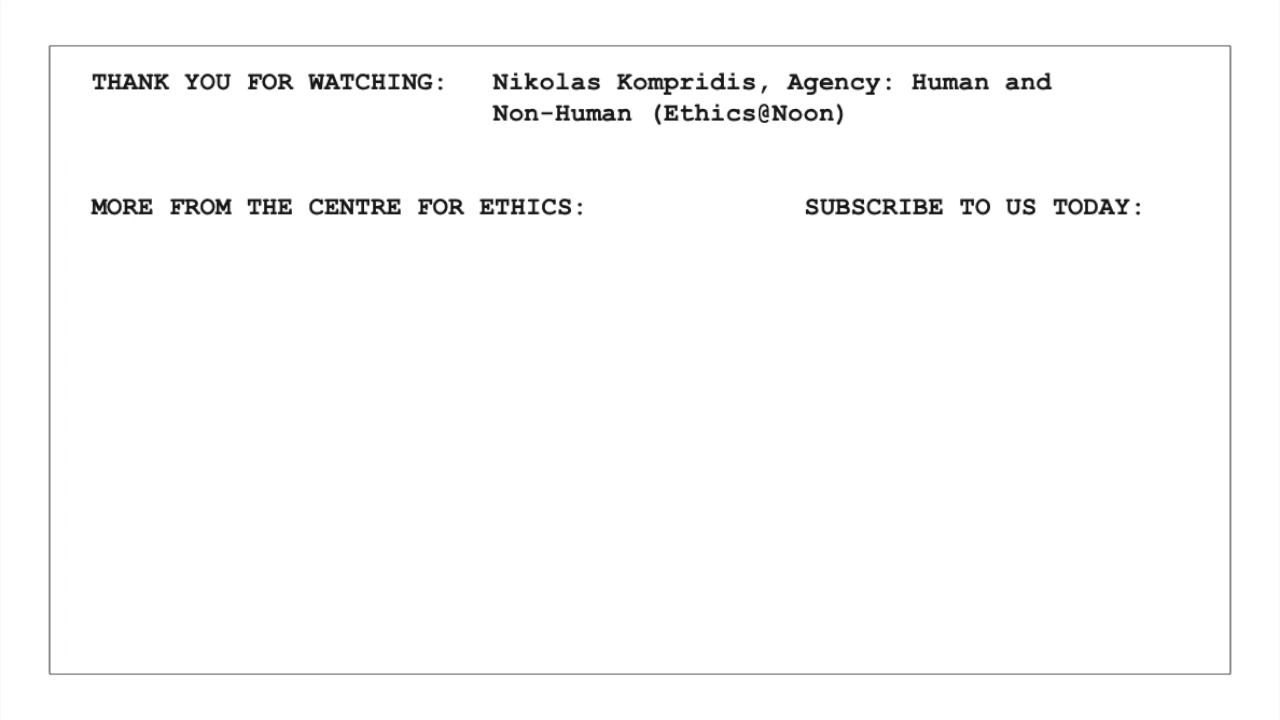 THANK YOU FOR WATCHING: Nikolas Kompridis, Agency: Human and
Non-Human (Ethics@Noon)
MORE FROM THE CENTRE FOR ETHICS: SUBSCRIBE TO US TODAY: